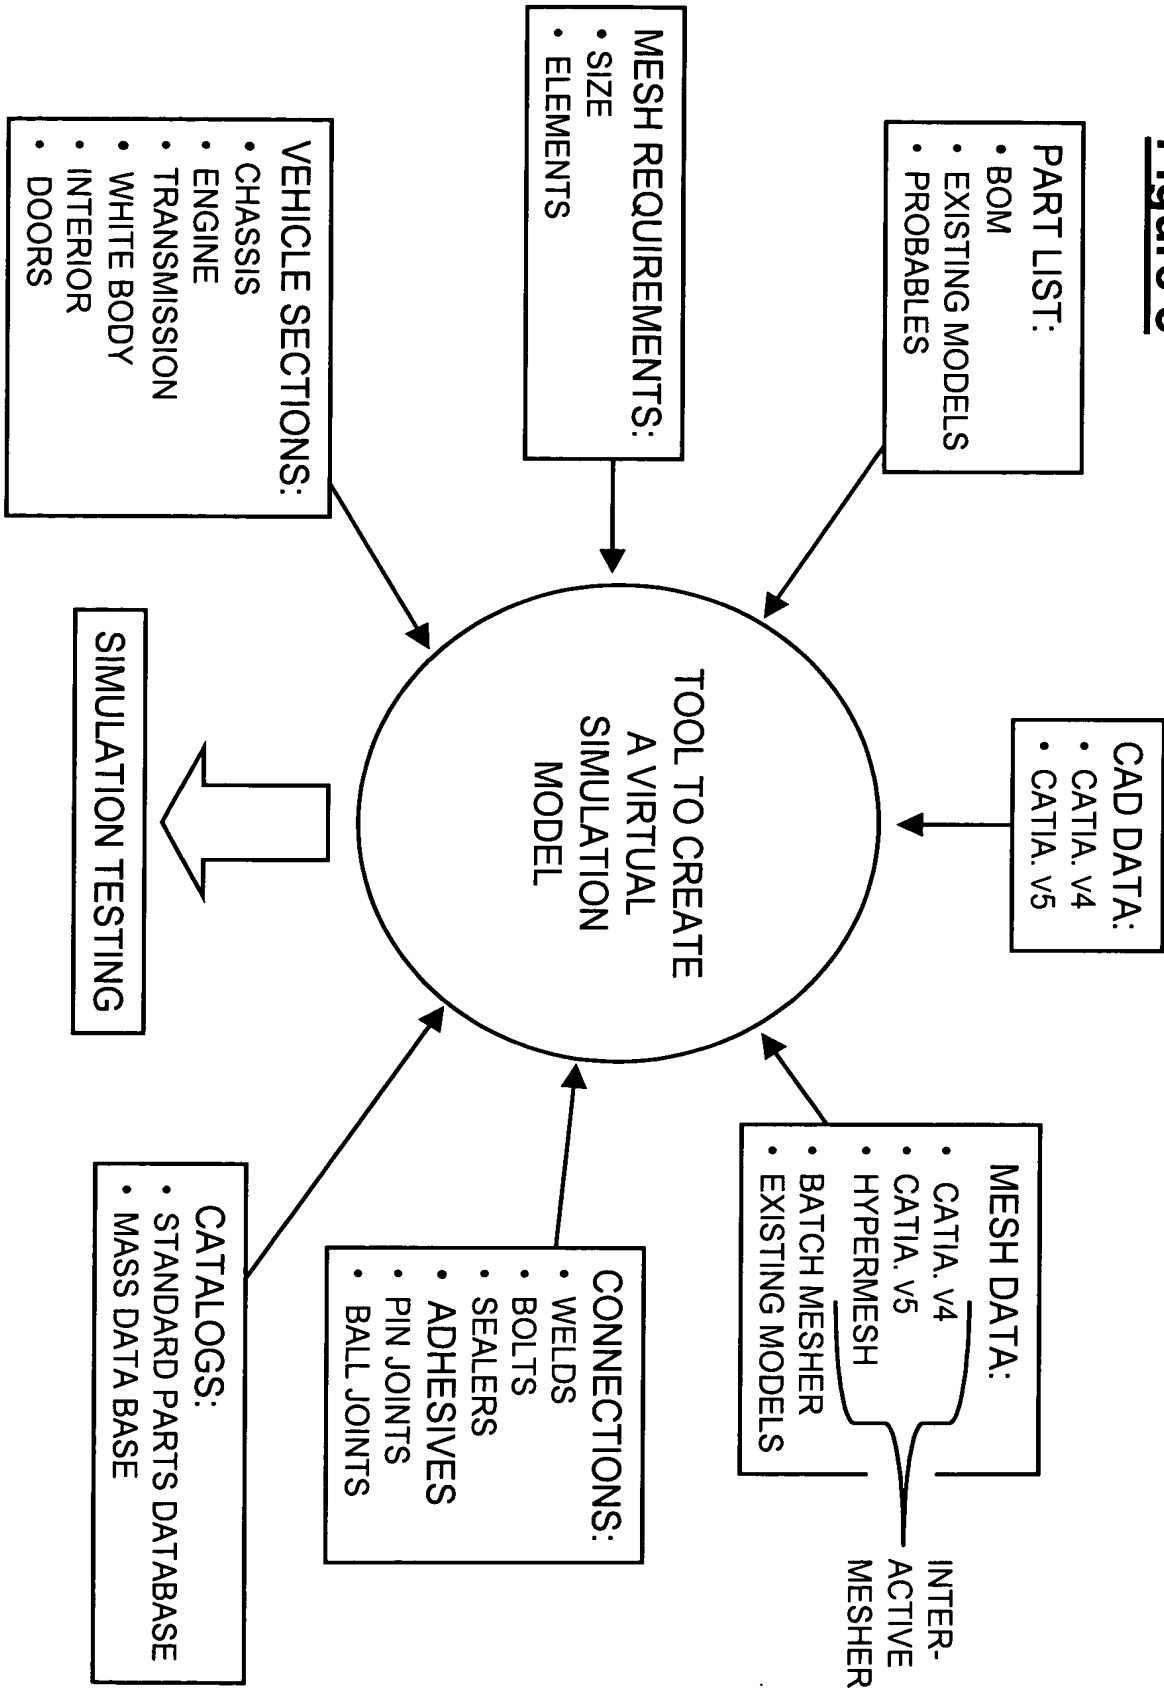 PART LIST:
• BOM
• EXISTING MODELS
• PROBABLES
CAD DATA:
• CATIA. v4
• CATIA. v5
MESH DATA:
• CATIA. v4
• CATIA. v5
• HYPERMESH
• BATCH MESHER
• EXISTING MODELS
INTER-
ACTIVE
MESHER
MESH REQUIREMENTS:
• SIZE
• ELEMENTS
TOOL TO CREATE
A VIRTUAL
SIMULATION
MODEL
CONNECTIONS:
• WELDS
• BOLTS
• SEALERS
• ADHESIVES
• PIN JOINTS
• BALL JOINTS
VEHICLE SECTIONS:
• CHASSIS
• ENGINE
• TRANSMISSION
• WHITE BODY
• INTERIOR
• DOORS
CATALOGS:
• STANDARD PARTS DATABASE
• MASS DATA BASE
SIMULATION TESTING